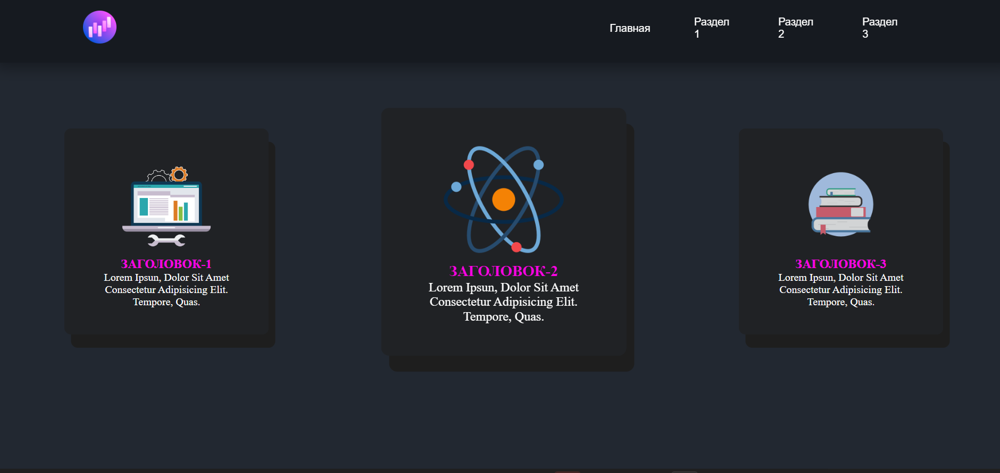 Главная
Раздел
1
Раздел
2
Раздел
3
ЗАГОЛОВОК-1
Lorem Ipsun, Dolor Sit Amet
Consectetur Adipisicing Elit.
Tempore, Quas.
ЗАГОЛОВОК-2
Lorem Ipsun, Dolor Sit Amet
Consectetur Adipisicing Elit.
Tempore, Quas.
ЗАГОЛОВОК-3
Lorem Ipsun, Dolor Sit Amet
Consectetur Adipisicing Elit.
Tempore, Quas.